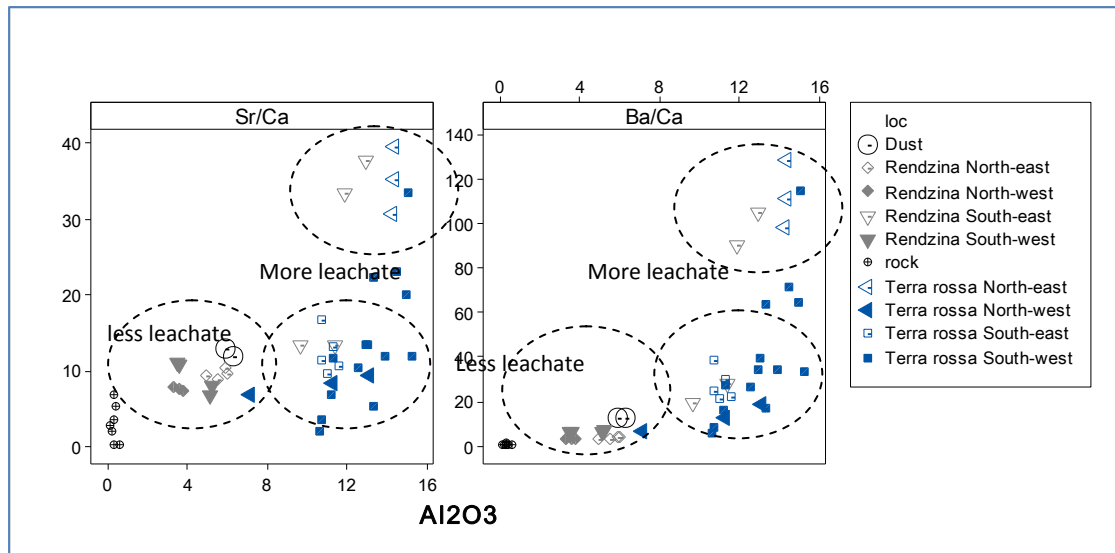 0 4 8 12 16
Sr/Ca Ba/Ca
40
30
20
10
0
140
120
100
80
60
40
20
0
More leachate
less leachate
More leachate
Less leachate
0 4 8 12 16
Al2O3
loc
Dust
Rendzina North-east
Rendzina North-west
Rendzina South-east
Rendzina South-west
rock
Terra rossa North-east
Terra rossa North-west
Terra rossa South-east
Terra rossa South-west